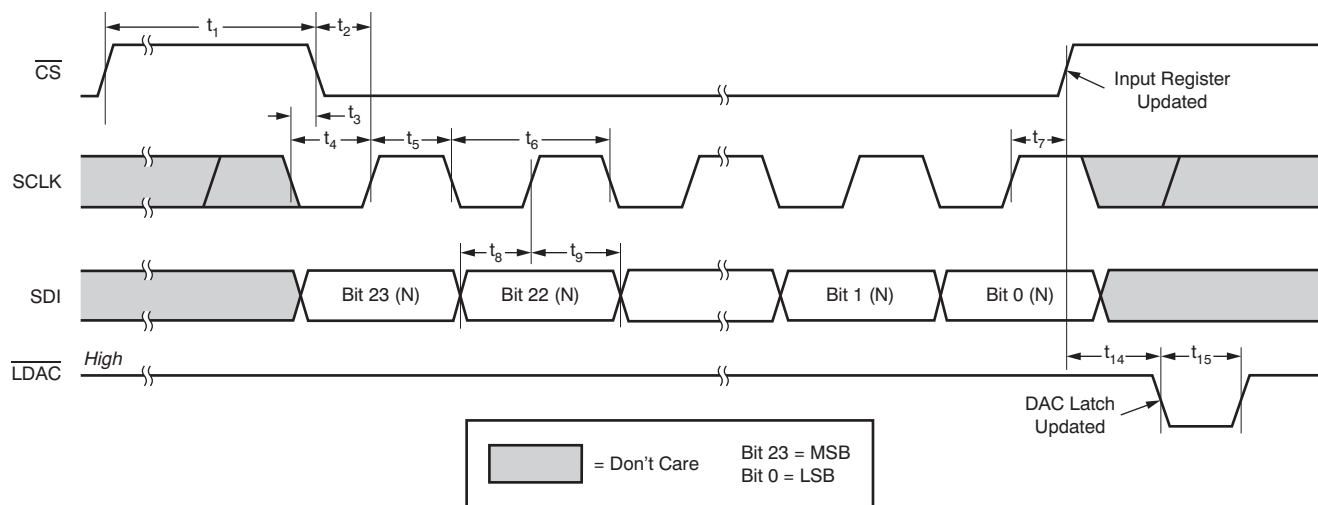 t1
t2
CS
Input Register
Updated
t3
t4
t5
t6
t7
SCLK
t8
t9
SDI
Bit 23 (N)
Bit 22 (N)
Bit 1 (N)
Bit 0 (N)
High
LDAC
t14
t15
DAC Latch
Updated
= Don't Care
Bit 23 = MSB
Bit 0 = LSB